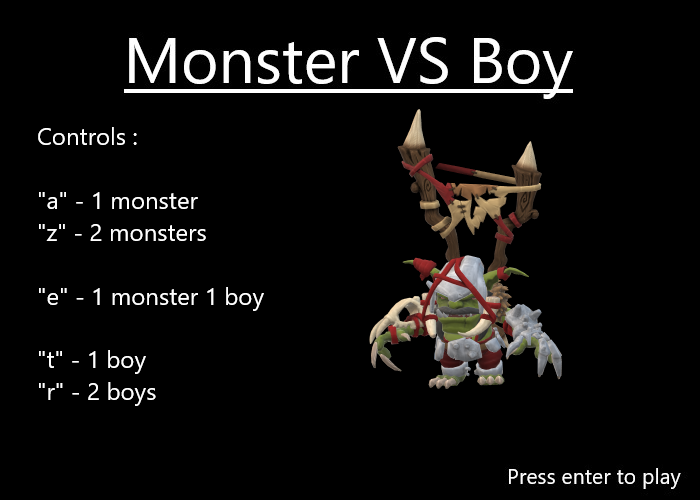 Monster VS Boy
Controls :
"a" - 1 monster
"z" - 2 monsters
"e" - 1 monster 1 boy
"t" - 1 boy
"r" - 2 boys
Press enter to play